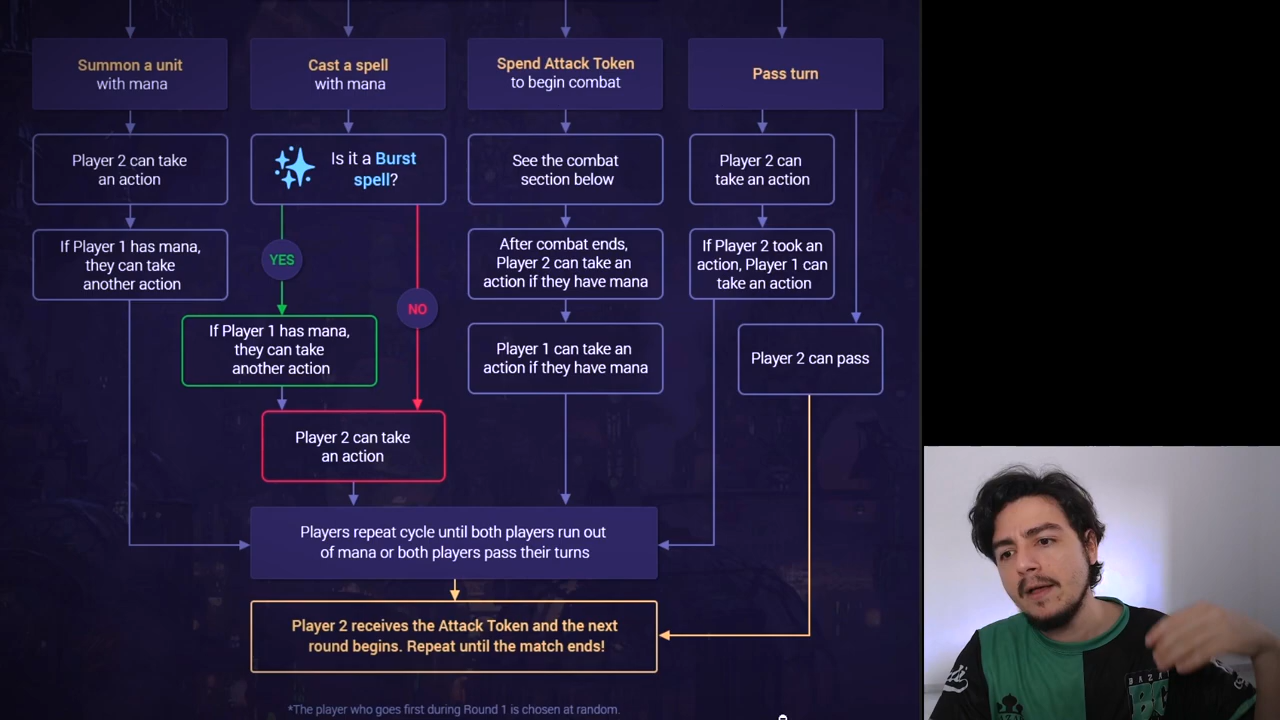 Summon a unit
with mana
Cast a spell
with mana
Spend Attack Token
to begin combat
Pass turn
Player 2 can take
an action
Is it a Burst
spell?
See the combat
section below
Player 2 can
take an action
If Player 1 has mana,
they can take
another action
YES
NO
After combat ends,
Player 2 can take an
action if they have mana
If Player 2 took an
action, Player 1 can
take an action
If Player 1 has mana,
they can take
another action
Player 1 can take an
action if they have mana
Player 2 can pass
Player 2 can take
an action
Players repeat cycle until both players run out
of mana or both players pass their turns
Player 2 receives the Attack Token and the next
round begins. Repeat until the match ends!
*The player who goes first during Round 1 is chosen at random.